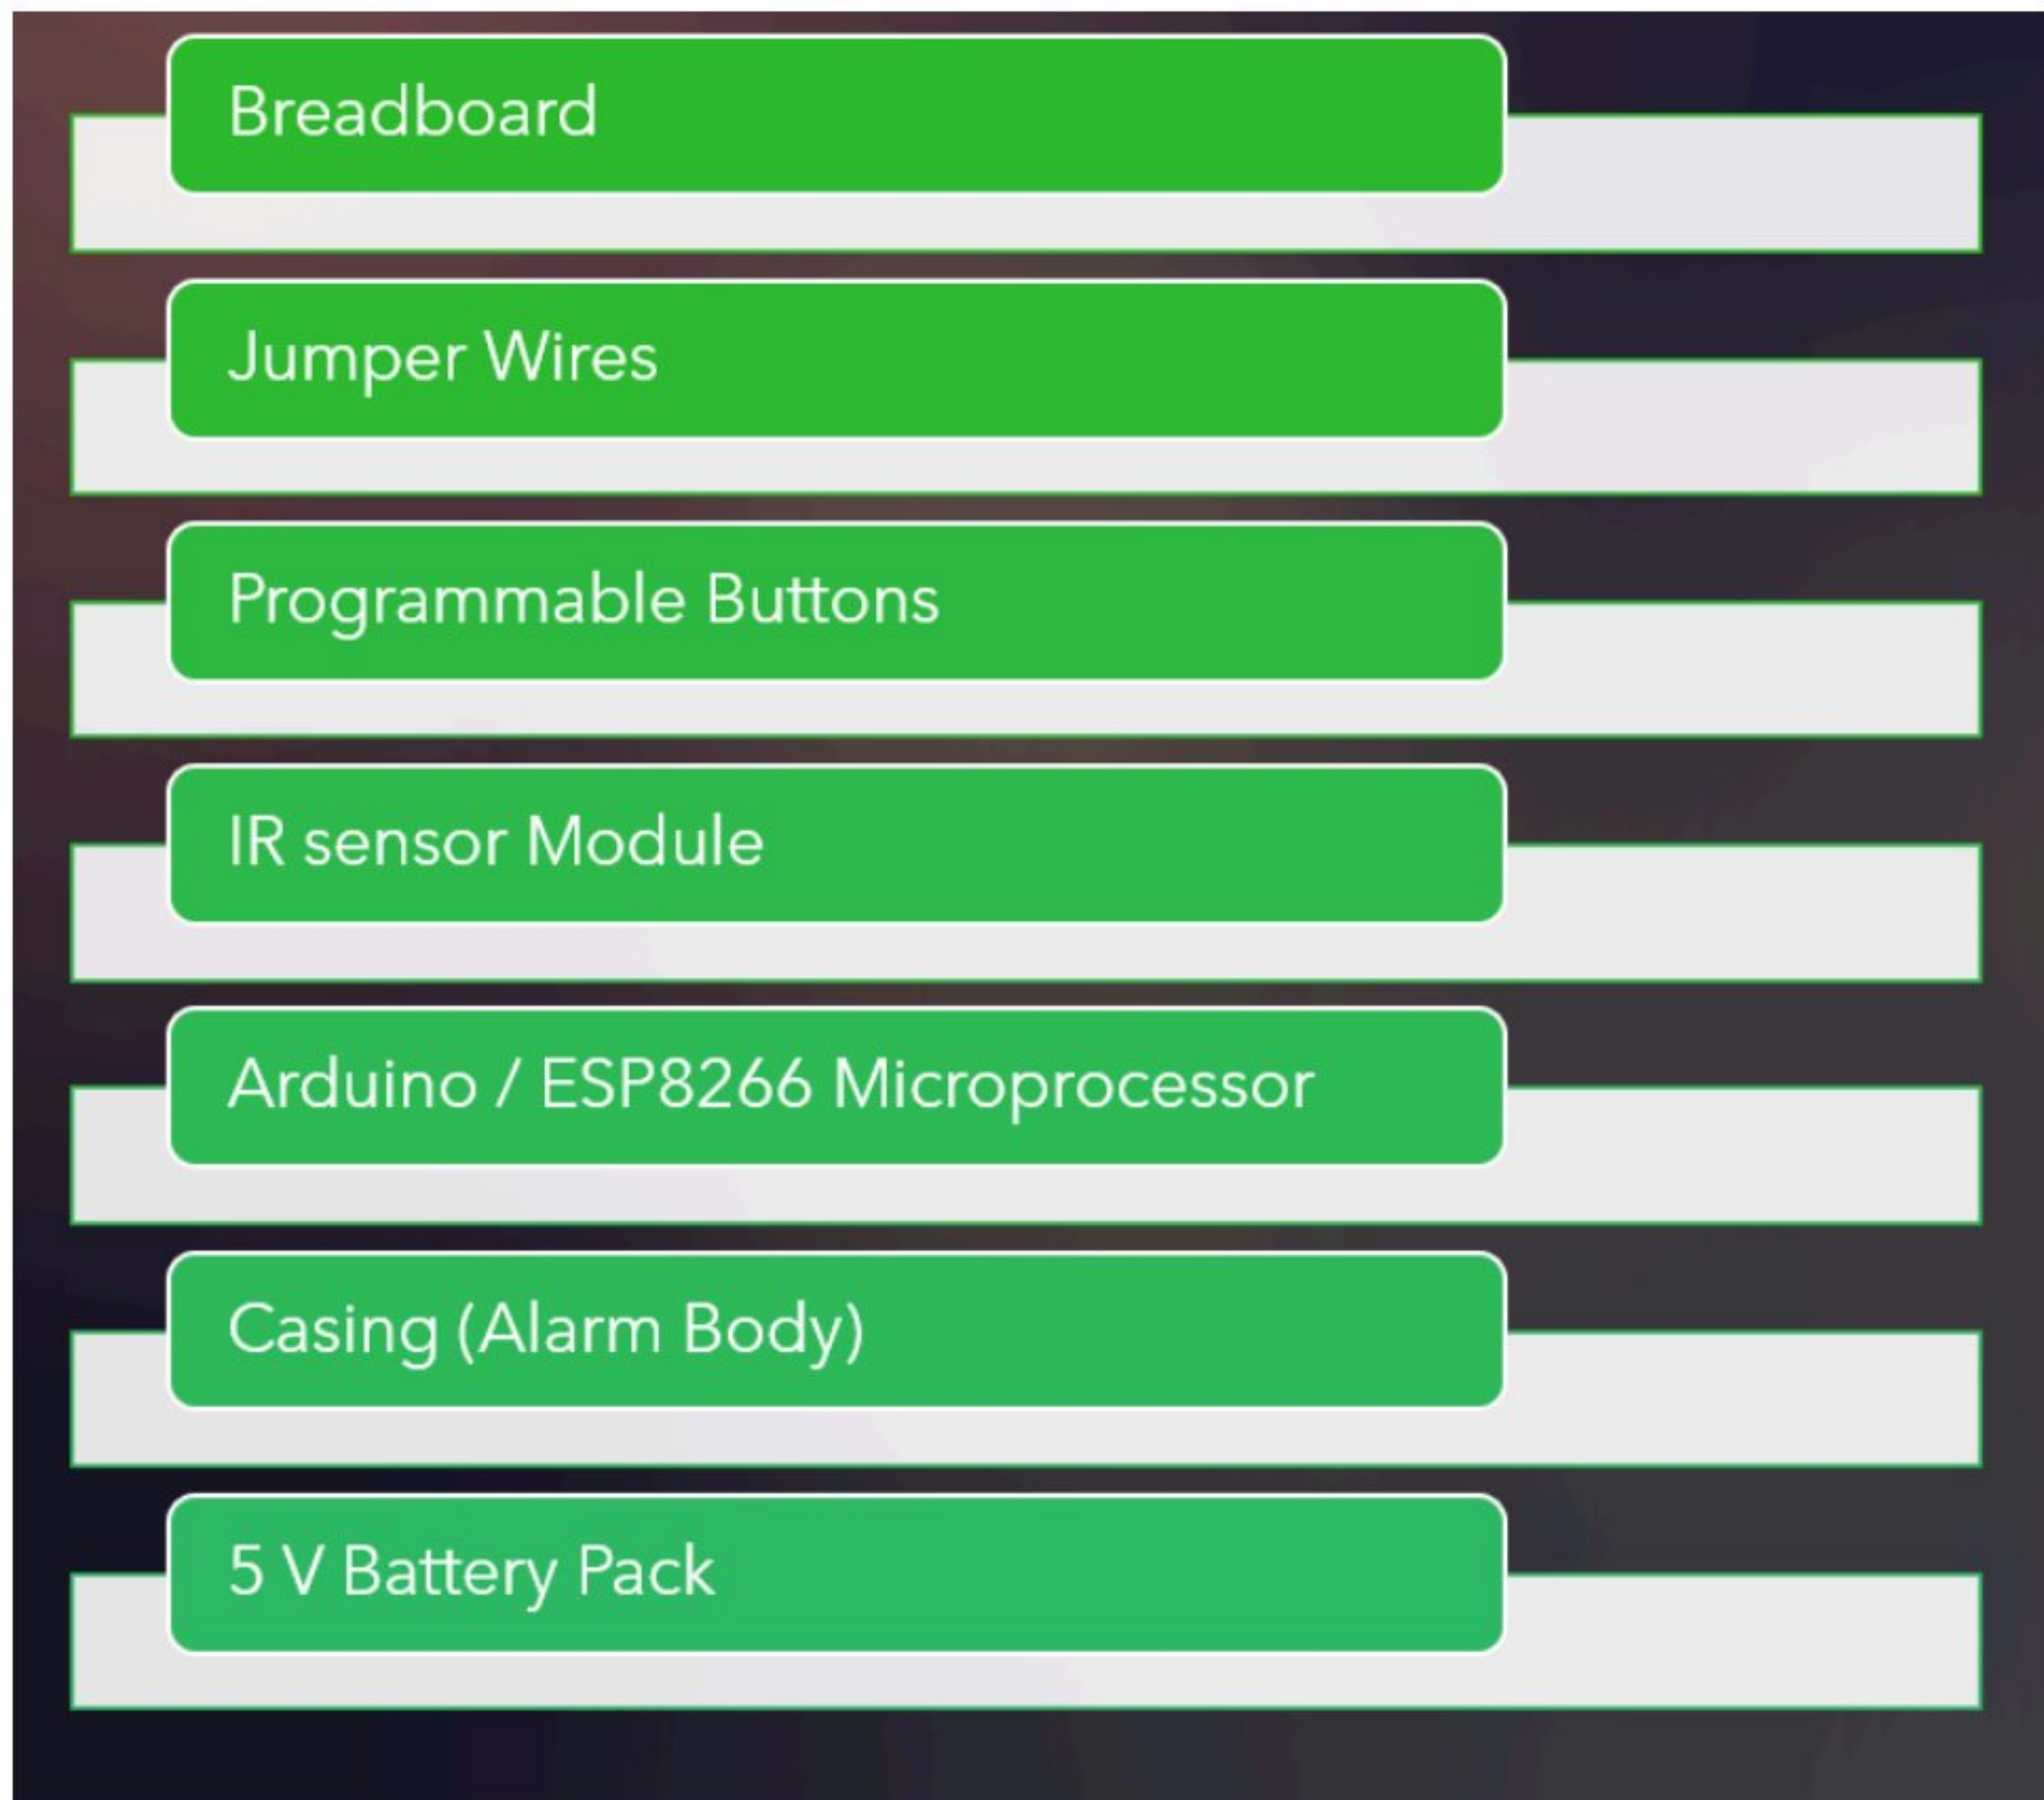 Breadboard
Jumper Wires
Programmable Buttons
IR sensor Module
Arduino / ESP8266 Microprocessor
Casing (Alarm Body)
5 V Battery Pack